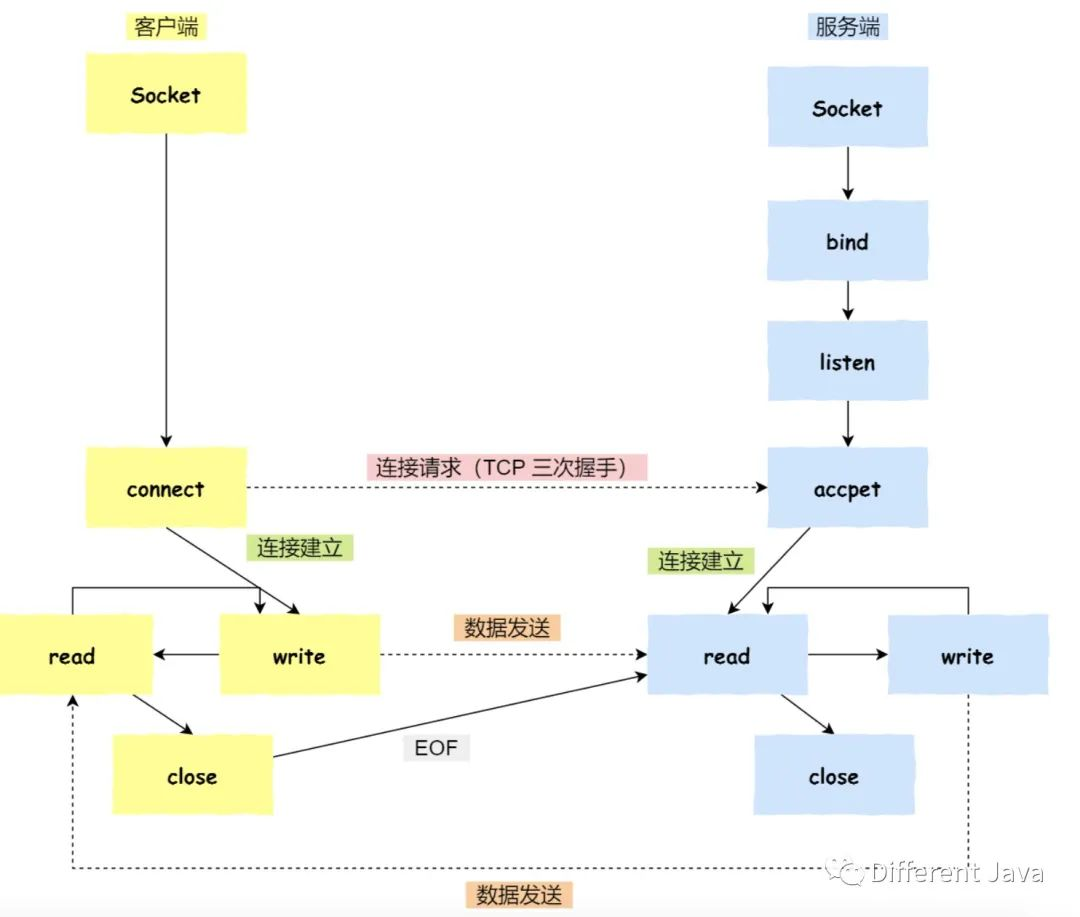 客户端
服务端
Socket
Socket
bind
listen
连接请求（TCP 三次握手）
connect
accpet
连接建立
连接建立
数据发送
read
write
read
write
EOF
close
close
Different Java
数据发送